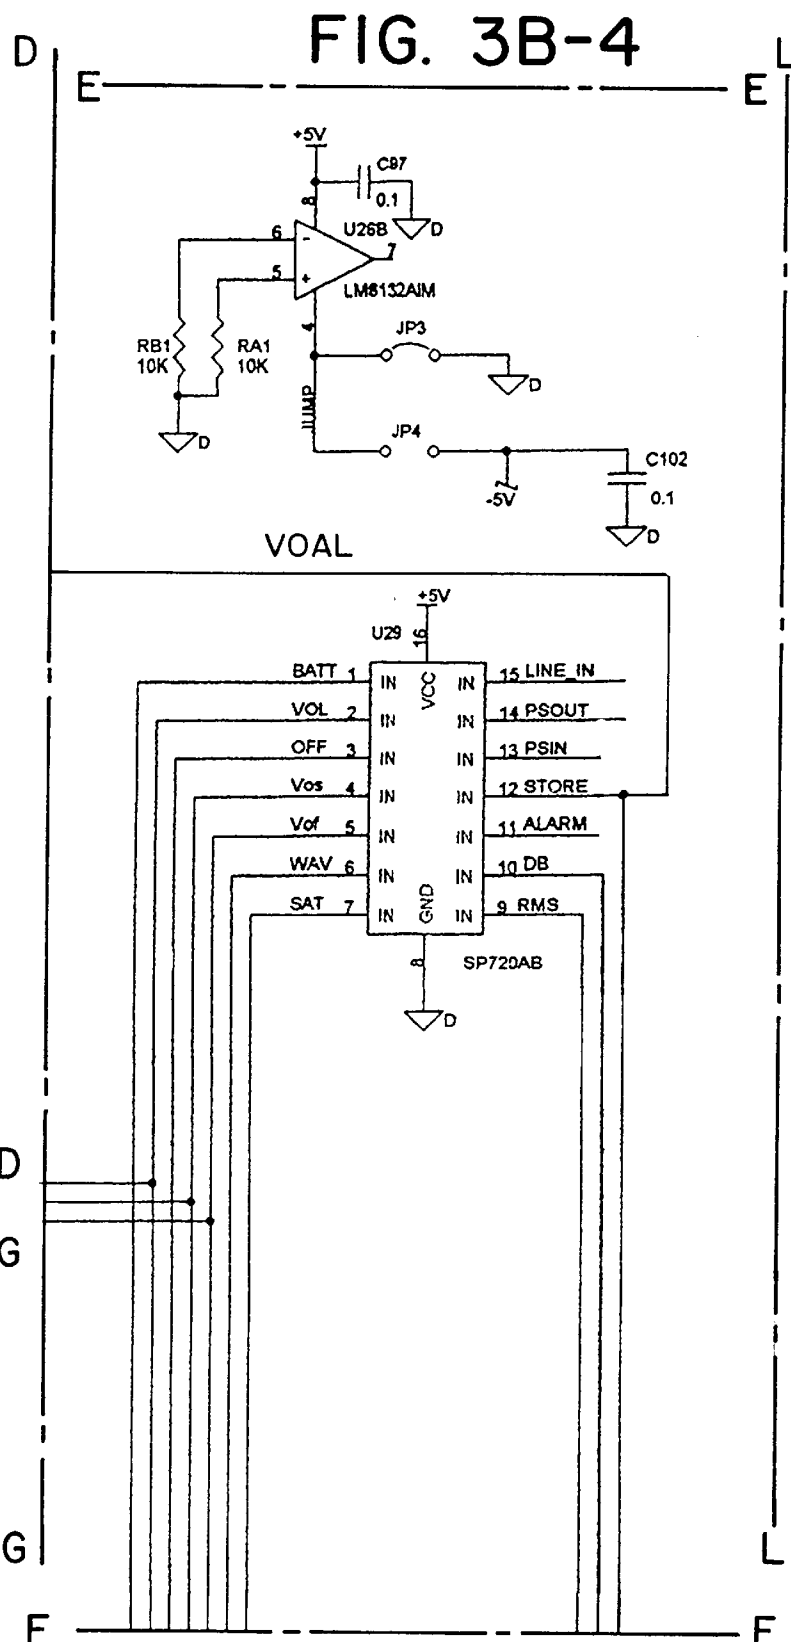 FIG. 3B-4
D
L
E
E
+5V
C97
0.1
D
8
U26B
6
-
7
5
+
LM6132AIM
4
RB1
10K
RA1
10K
JP3
D
JUMP
D
JP4
-5V
C102
0.1
D
VOAL
+5V
U29
16
BATT 1 IN VCC IN 15 LINE_IN
VOL 2 IN IN 14 PSOUT
OFF 3 IN IN 13 PSIN
Vos 4 IN IN 12 STORE
Vof 5 IN IN 11 ALARM
WAV 6 IN IN 10 DB
SAT 7 IN GND IN 9 RMS
8
SP720AB
D
D
G
G
L
F
F